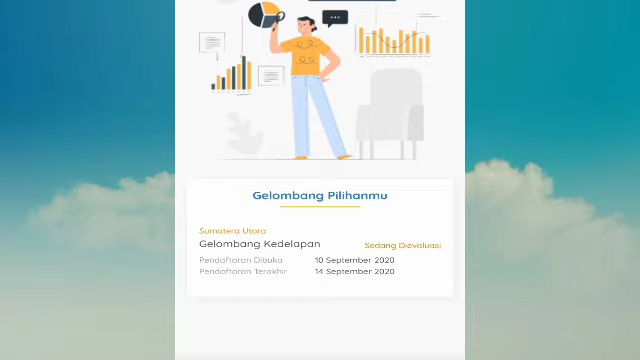 Gelombang Pilihanmu
Sumatera Utara
Gelombang Kedelapan
Sedang Dievaluasi
Pendaftaran Dibuka 10 September 2020
Pendaftaran Terakhir 14 September 2020